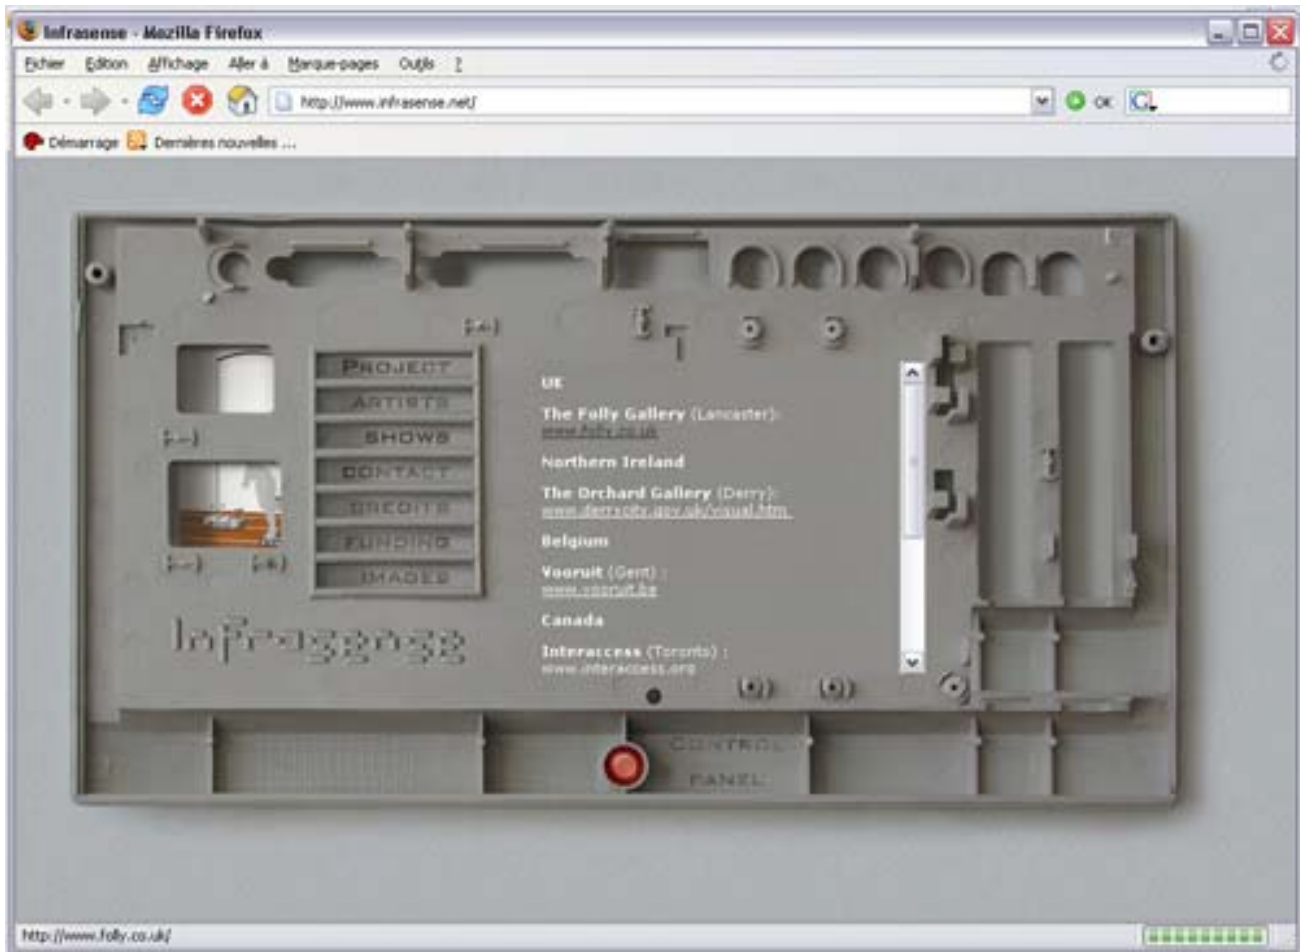 Infrasense - Mozilla Firefox
Fichier Edition Affichage Aller à Marque-pages Outils ?
http://www.infrasense.net/
OK
Démarrage
Dernières nouvelles ...
PROJECT
ARTISTS
SHOWS
CONTACT
CREDITS
FUNDING
IMAGES
Infrasense
UK
The Folly Gallery (Lancaster):
www.folly.co.uk
Northern Ireland
The Orchard Gallery (Derry):
www.derrycity.gov.uk/visual.htm
Belgium
Vooruit (Gent) :
www.vooruit.be
Canada
Interaccess (Toronto) :
www.interaccess.org
CONTROL
PANEL
http://www.folly.co.uk/